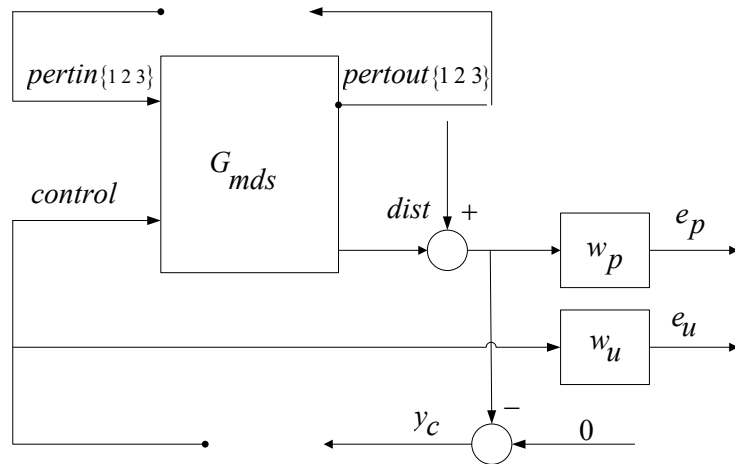 pertin{1 2 3}
pertout{1 2 3}
G_mds
control
dist
+
w_p
e_p
w_u
e_u
−
y_c
0